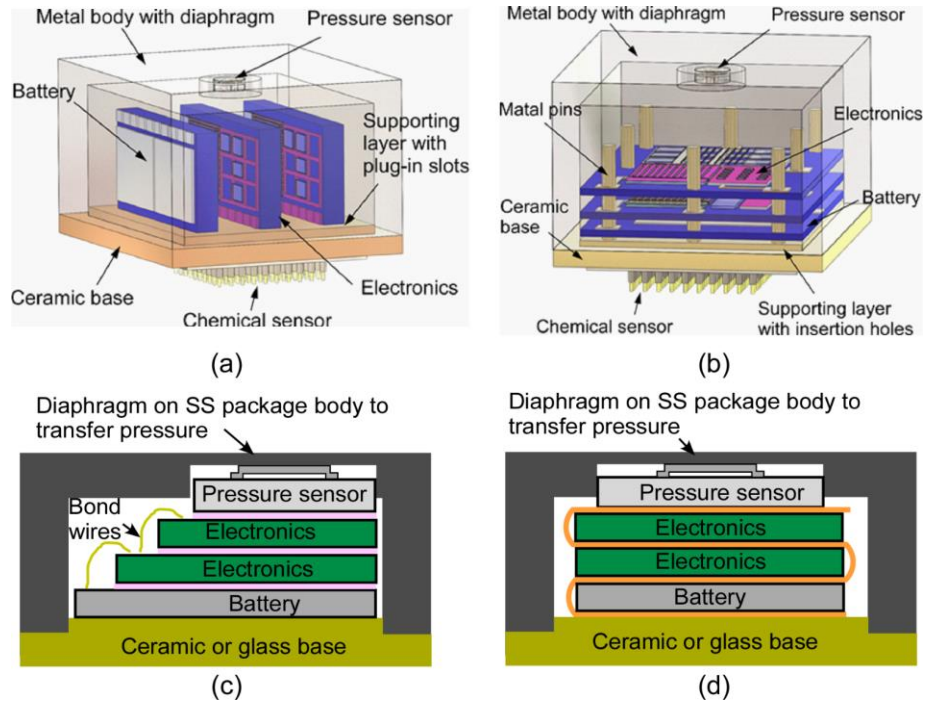 Metal body with diaphragm
Pressure sensor
Battery
Supporting
layer with
plug-in slots
Ceramic base
Electronics
Chemical sensor
(a)
Metal body with diaphragm
Pressure sensor
Matal pins
Electronics
Ceramic
base
Battery
Chemical sensor
Supporting layer
with insertion holes
(b)
Diaphragm on SS package body to
transfer pressure
Bond
wires
Pressure sensor
Electronics
Electronics
Battery
Ceramic or glass base
(c)
Diaphragm on SS package body to
transfer pressure
Pressure sensor
Electronics
Electronics
Battery
Ceramic or glass base
(d)